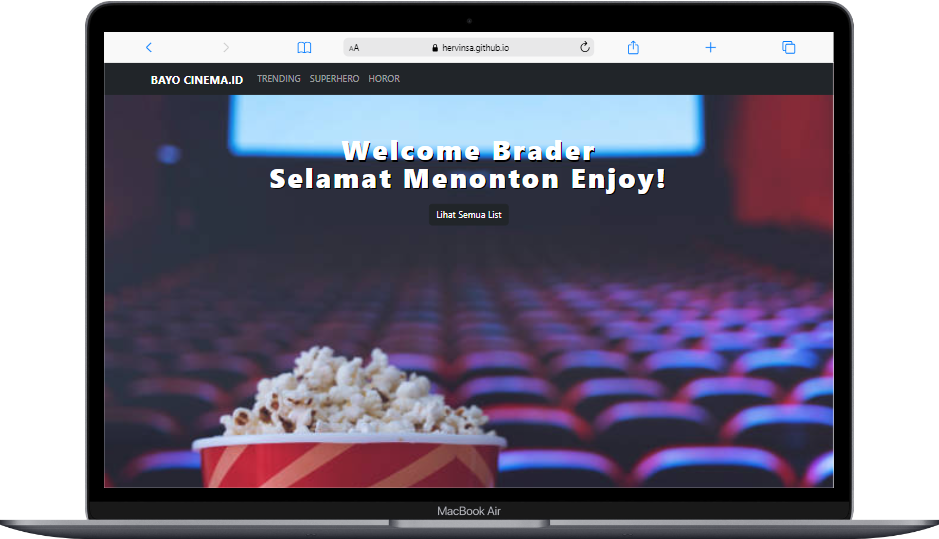 AA hervinsa.github.io
BAYO CINEMA.ID TRENDING SUPERHERO HOROR
Welcome Brader
Selamat Menonton Enjoy!
Lihat Semua List
MacBook Air